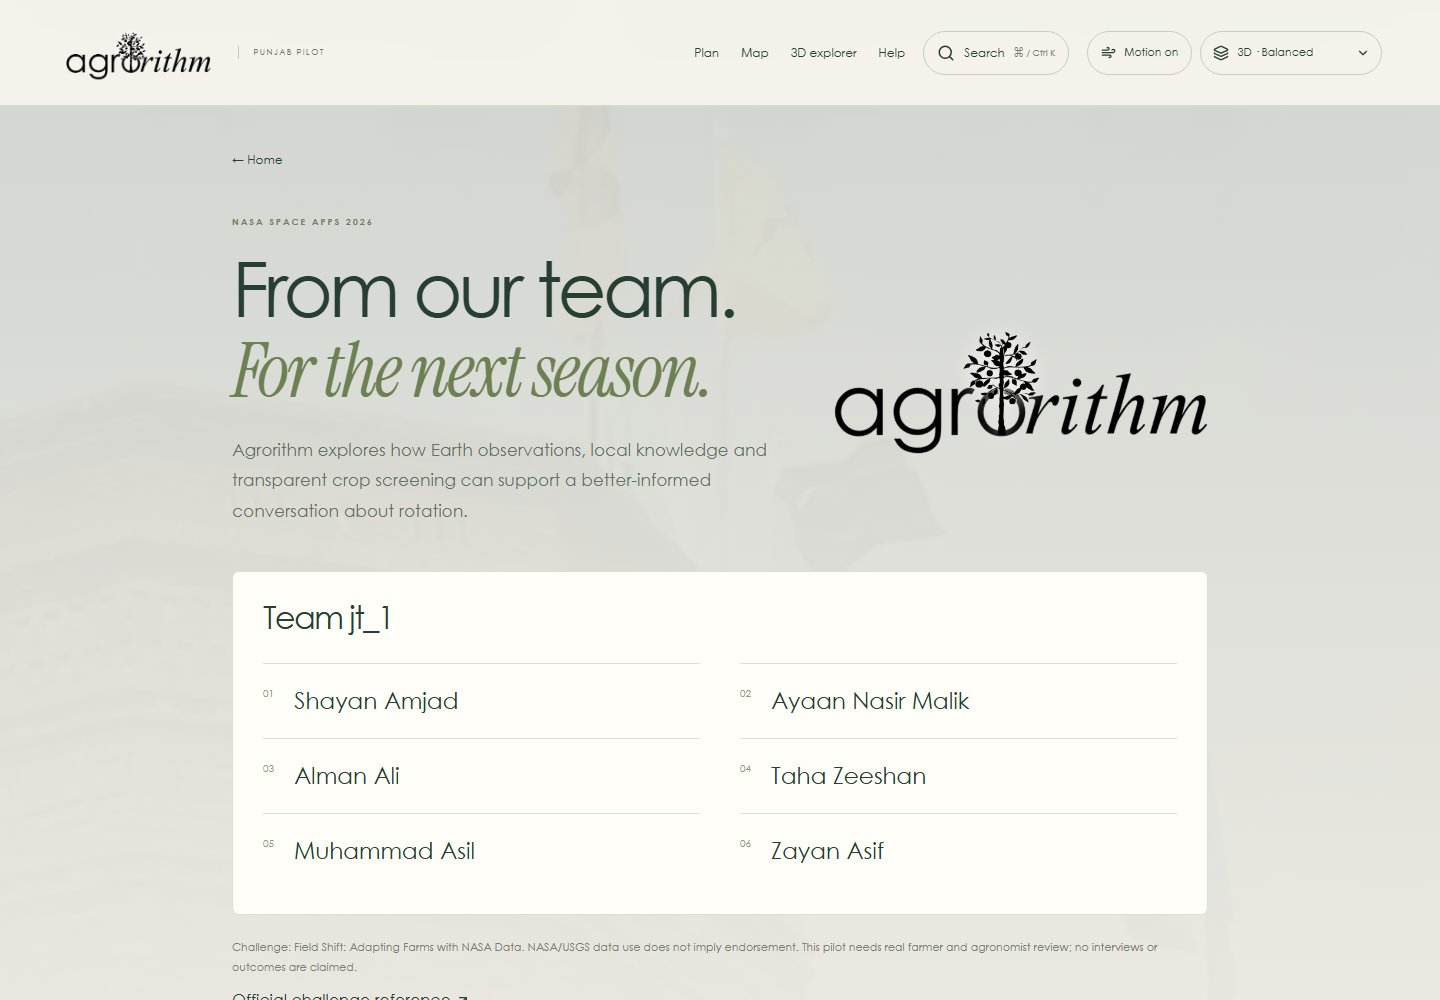 agrorithm
PUNJAB PILOT
Plan
Map
3D explorer
Help
Search ⌘ / Ctrl K
Motion on
3D · Balanced
← Home
NASA SPACE APPS 2026
From our team.
For the next season.
agrorithm
Agrorithm explores how Earth observations, local knowledge and
transparent crop screening can support a better-informed
conversation about rotation.
Team jt_1
01 Shayan Amjad
02 Ayaan Nasir Malik
03 Alman Ali
04 Taha Zeeshan
05 Muhammad Asil
06 Zayan Asif
Challenge: Field Shift: Adapting Farms with NASA Data. NASA/USGS data use does not imply endorsement. This pilot needs real farmer and agronomist review; no interviews or
outcomes are claimed.
Official challenge reference ↗